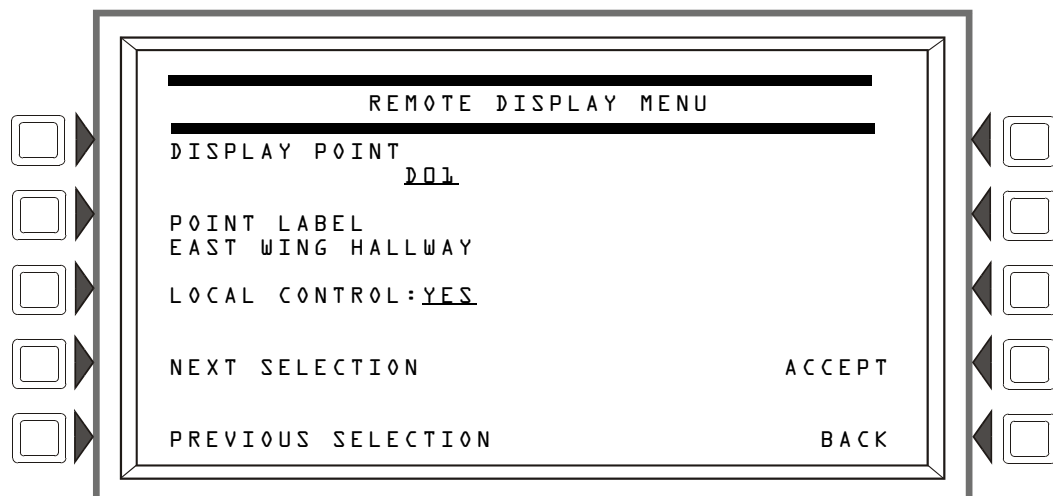 REMOTE DISPLAY MENU
DISPLAY POINT
D01
POINT LABEL
EAST WING HALLWAY
LOCAL CONTROL:YES
NEXT SELECTION ACCEPT
PREVIOUS SELECTION BACK